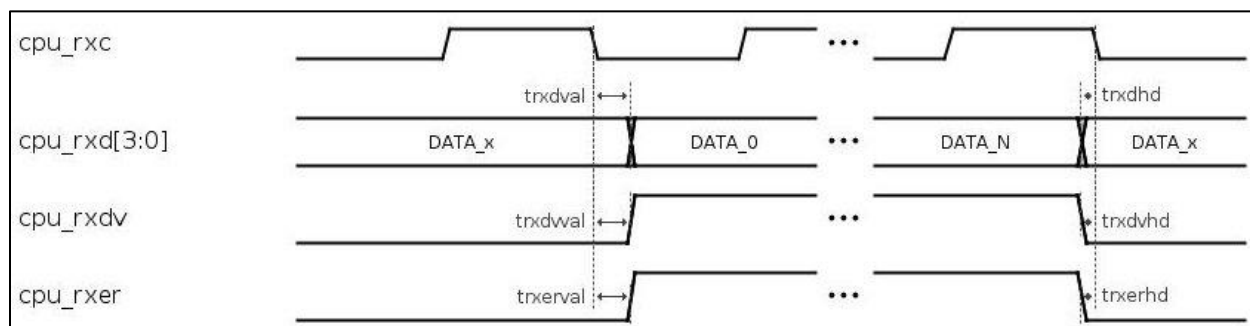 cpu_rxc
trxdval trxdhd
cpu_rxd[3:0] DATA_x DATA_0 ••• DATA_N DATA_x
cpu_rxdv trxdvval ••• trxdvhd
cpu_rxer trxerval ••• trxerhd